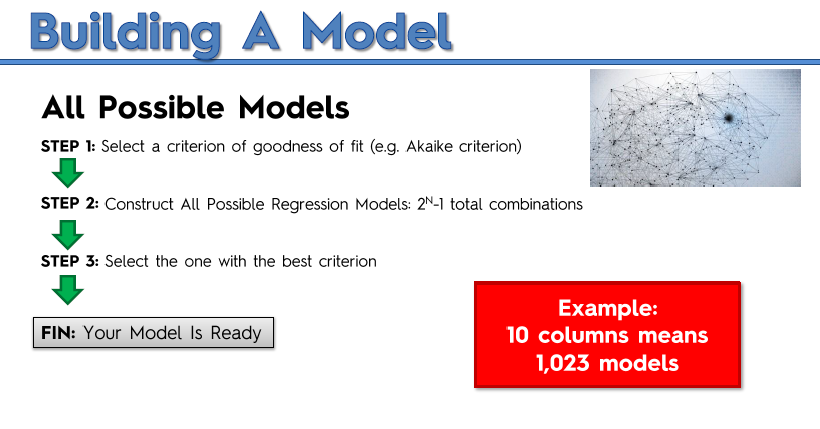 Building A Model
All Possible Models
STEP 1: Select a criterion of goodness of fit (e.g. Akaike criterion)
STEP 2: Construct All Possible Regression Models: 2ᴺ-1 total combinations
STEP 3: Select the one with the best criterion
FIN: Your Model Is Ready
Example:
10 columns means
1,023 models